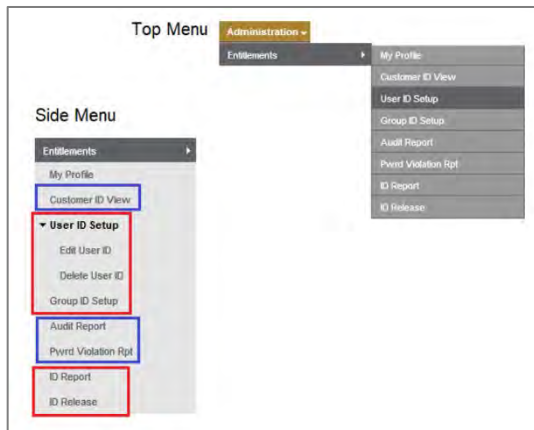 Top Menu
Administration
Entitlements
My Profile
Customer ID View
User ID Setup
Group ID Setup
Audit Report
Pwrd Violation Rpt
ID Report
ID Release
Side Menu
Entitlements
My Profile
Customer ID View
User ID Setup
Edit User ID
Delete User ID
Group ID Setup
Audit Report
Pwrd Violation Rpt
ID Report
ID Release